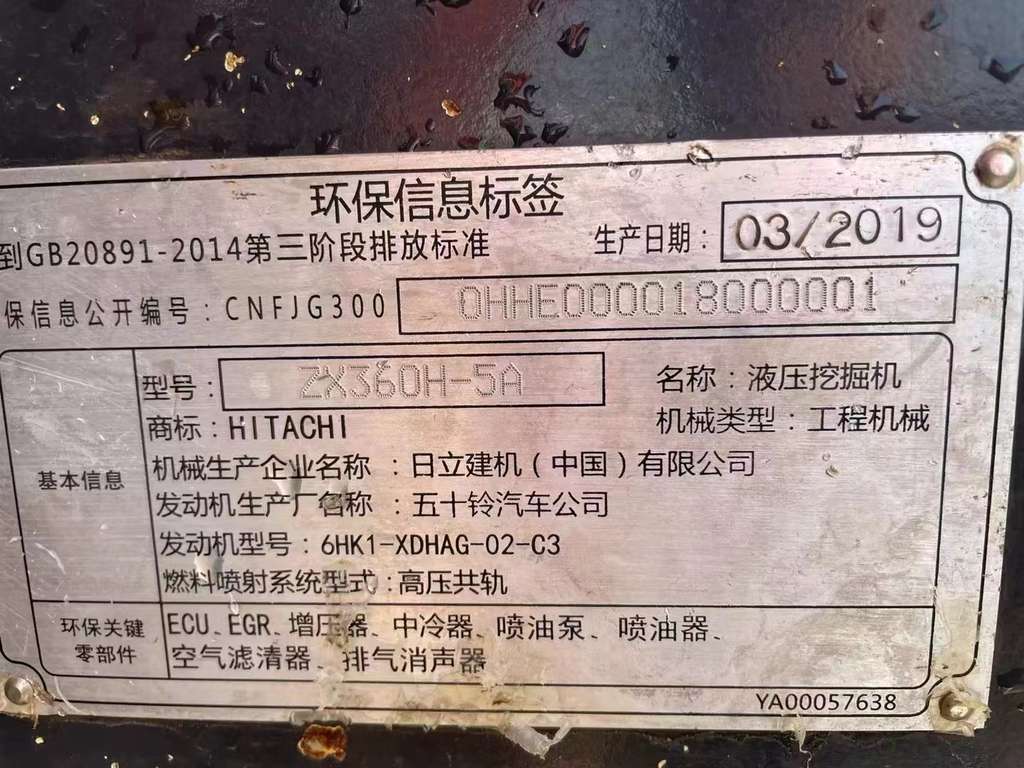 环保信息标签
到GB20891-2014第三阶段排放标准
生产日期：03/2019
保信息公开编号：CNFJG300 0HHE000018000001
基本信息
型号：ZX360H-5A
名称：液压挖掘机
商标：HITACHI
机械类型：工程机械
机械生产企业名称：日立建机（中国）有限公司
发动机生产厂名称：五十铃汽车公司
发动机型号：6HK1-XDHAG-02-C3
燃料喷射系统型式：高压共轨
环保关键
零部件
ECU、EGR、增压器、中冷器、喷油泵、喷油器、
空气滤清器、排气消声器
YA00057638